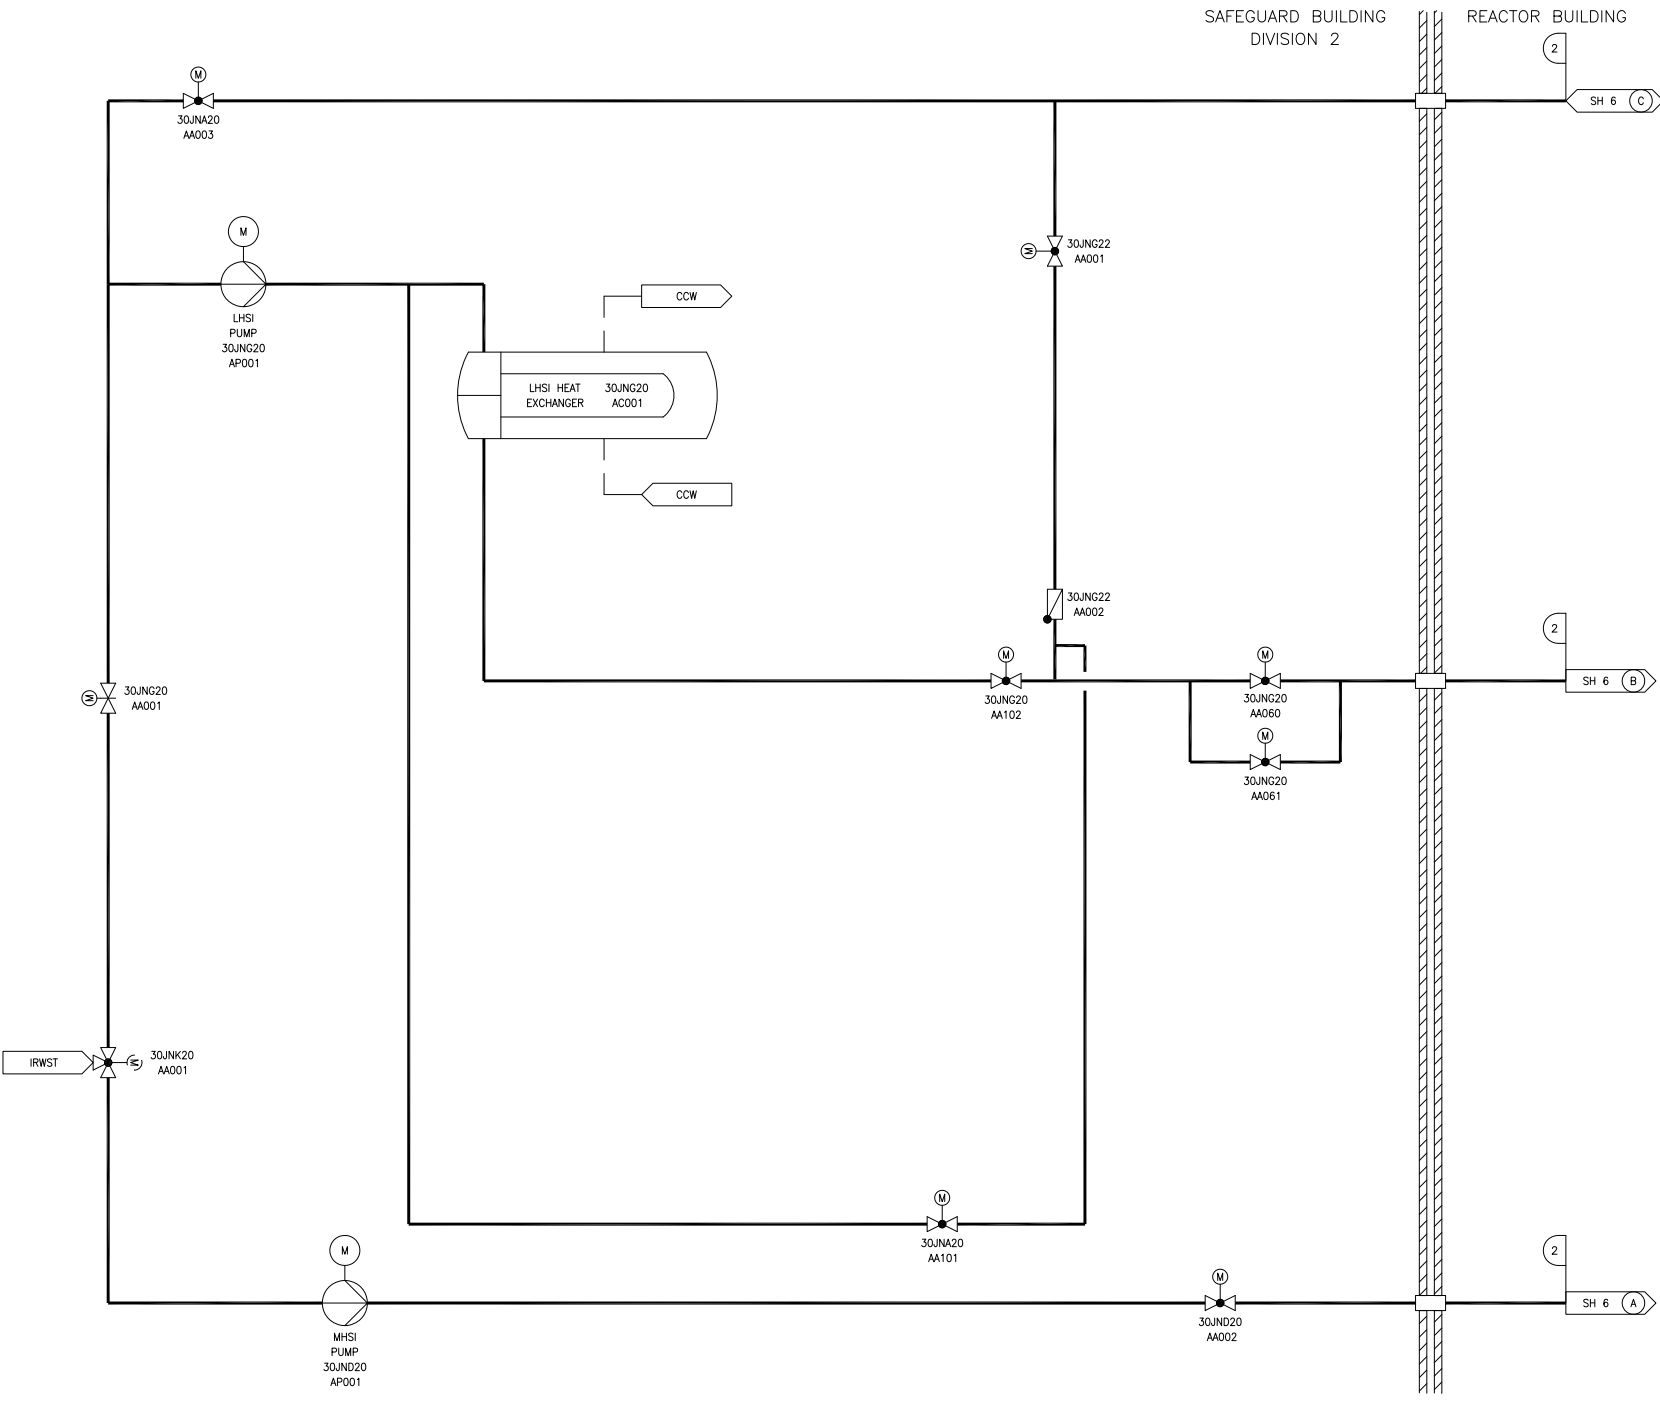 SAFEGUARD BUILDING
DIVISION 2
REACTOR BUILDING
2
M
SH 6 C
30JNA20
AA003
M
LHSI
PUMP
30JNG20
AP001
M
30JNG22
AA001
CCW
LHSI HEAT
EXCHANGER
30JNG20
AC001
CCW
30JNG22
AA002
2
M
30JNG20
AA102
M
30JNG20
AA060
SH 6 B
M
30JNG20
AA001
M
30JNG20
AA061
IRWST
M
30JNK20
AA001
M
30JNA20
AA101
2
M
MHSI
PUMP
30JND20
AP001
M
30JND20
AA002
SH 6 A